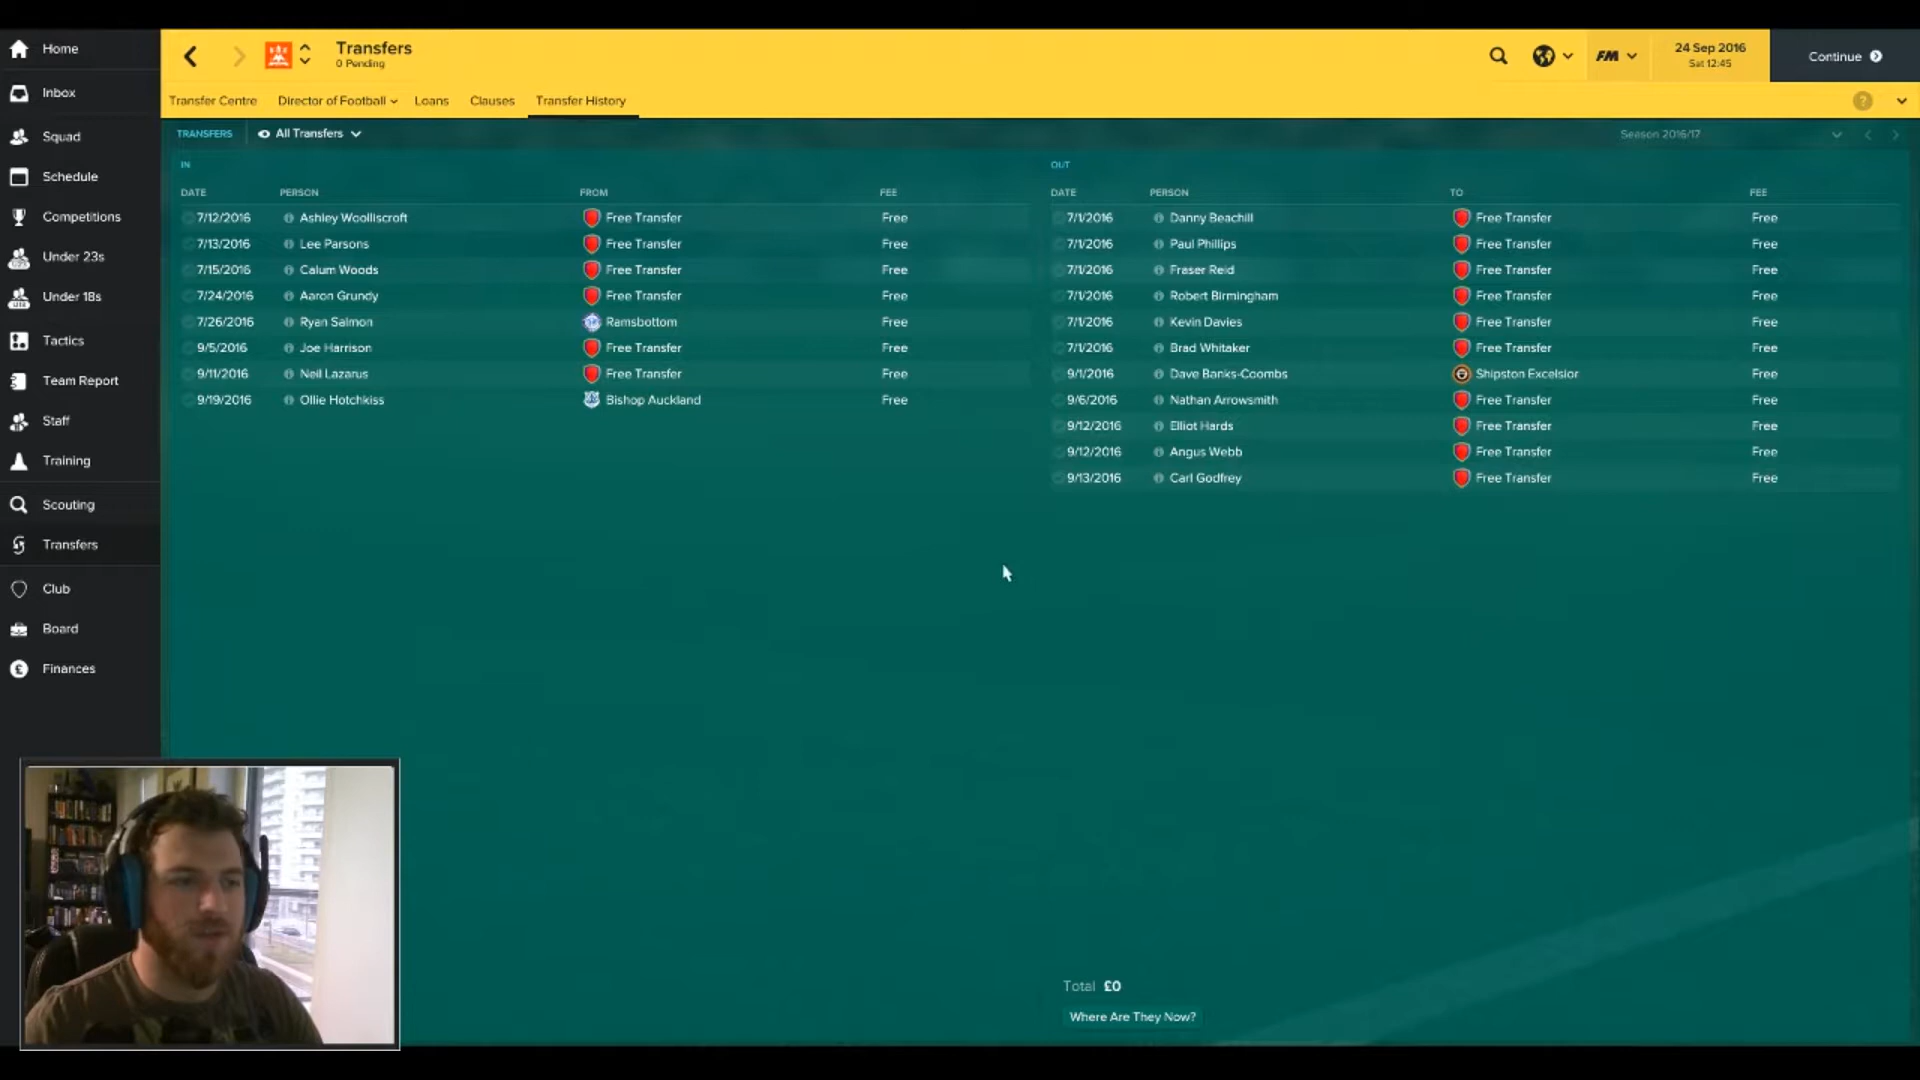 Home
Inbox
Squad
Schedule
Competitions
Under 23s
Under 18s
Tactics
Team Report
Staff
Training
Scouting
Transfers
Club
Board
Finances
Transfers
0 Pending
FM
24 Sep 2016
Sat 12:45
Continue
Transfer Centre Director of Football Loans Clauses Transfer History
?
TRANSFERS All Transfers Season 2016/17
IN
DATE PERSON FROM FEE
7/12/2016 Ashley Woolliscroft Free Transfer Free
7/13/2016 Lee Parsons Free Transfer Free
7/15/2016 Calum Woods Free Transfer Free
7/24/2016 Aaron Grundy Free Transfer Free
7/26/2016 Ryan Salmon Ramsbottom Free
9/5/2016 Joe Harrison Free Transfer Free
9/11/2016 Neil Lazarus Free Transfer Free
9/19/2016 Ollie Hotchkiss Bishop Auckland Free
OUT
DATE PERSON TO FEE
7/1/2016 Danny Beachill Free Transfer Free
7/1/2016 Paul Phillips Free Transfer Free
7/1/2016 Fraser Reid Free Transfer Free
7/1/2016 Robert Birmingham Free Transfer Free
7/1/2016 Kevin Davies Free Transfer Free
7/1/2016 Brad Whitaker Free Transfer Free
9/1/2016 Dave Banks-Coombs Shipston Excelsior Free
9/6/2016 Nathan Arrowsmith Free Transfer Free
9/12/2016 Elliot Hards Free Transfer Free
9/12/2016 Angus Webb Free Transfer Free
9/13/2016 Carl Godfrey Free Transfer Free
Total £0
Where Are They Now?